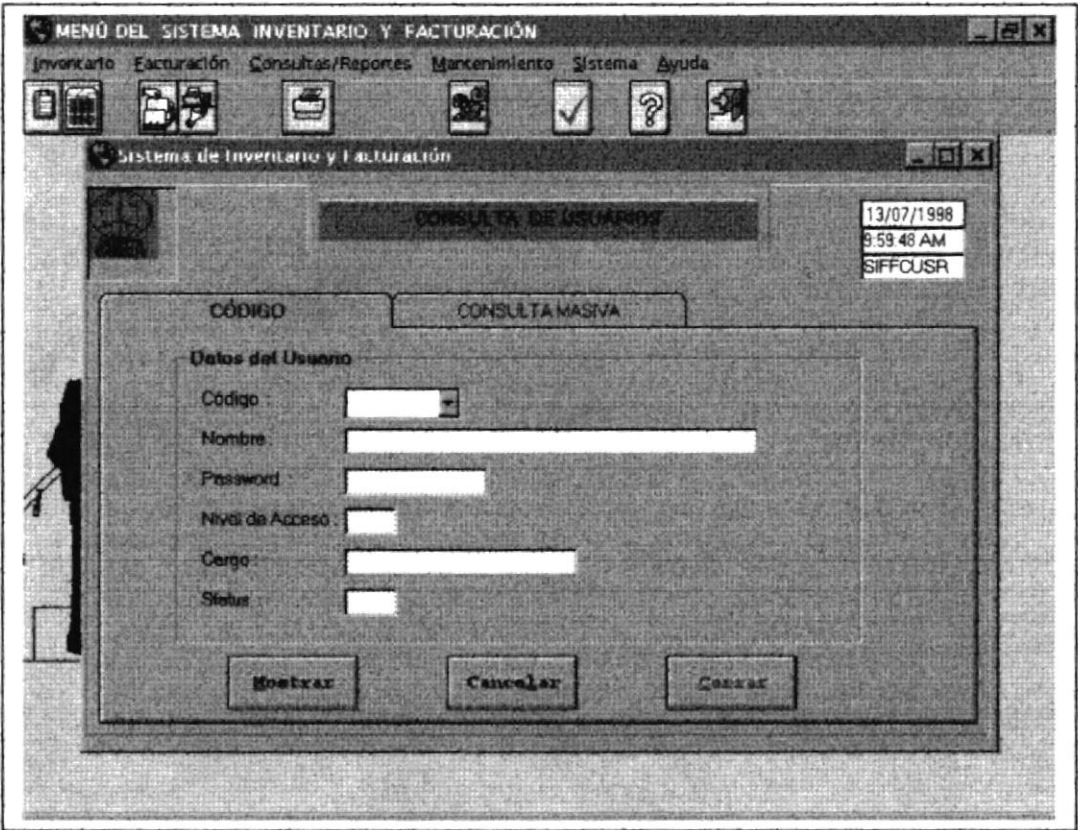 MENÚ DEL SISTEMA INVENTARIO Y FACTURACIÓN
Inventario Facturación Consultas/Reportes Mantenimiento Sistema Ayuda
Sistema de Inventario y Facturación
CONSULTA DE USUARIOS
13/07/1998
9:59:48 AM
SIFFCUSR
CÓDIGO CONSULTA MASIVA
Datos del Usuario
Código :
Nombre :
Password :
Nivel de Acceso :
Cargo :
Status :
Mostrar Cancelar Cerrar